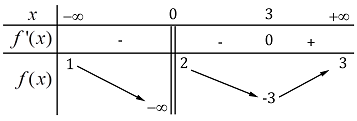 x −∞ 0 3 +∞
f'(x) - - 0 +
1 2 3
f(x)
−∞ -3